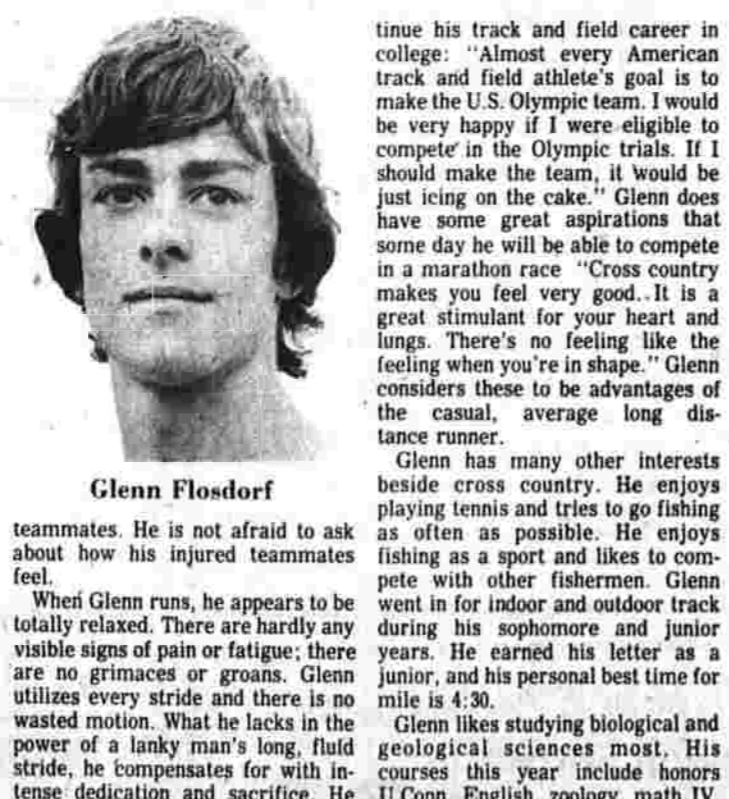 Glenn Flosdorf
teammates. He is not afraid to ask
about how his injured teammates
feel.
When Glenn runs, he appears to be
totally relaxed. There are hardly any
visible signs of pain or fatigue; there
are no grimaces or groans. Glenn
utilizes every stride and there is no
wasted motion. What he lacks in the
power of a lanky man's long, fluid
stride, he compensates for with in-
tense dedication and sacrifice. He
tinue his track and field career in
college: "Almost every American
track and field athlete's goal is to
make the U.S. Olympic team. I would
be very happy if I were eligible to
compete in the Olympic trials. If I
should make the team, it would be
just icing on the cake." Glenn does
have some great aspirations that
some day he will be able to compete
in a marathon race "Cross country
makes you feel very good..It is a
great stimulant for your heart and
lungs. There's no feeling like the
feeling when you're in shape." Glenn
considers these to be advantages of
the casual, average long dis-
tance runner.
Glenn has many other interests
beside cross country. He enjoys
playing tennis and tries to go fishing
as often as possible. He enjoys
fishing as a sport and likes to com-
pete with other fishermen. Glenn
went in for indoor and outdoor track
during his sophomore and junior
years. He earned his letter as a
junior, and his personal best time for
mile is 4:30.
Glenn likes studying biological and
geological sciences most. His
courses this year include honors
U Conn English, zoology, math IV,